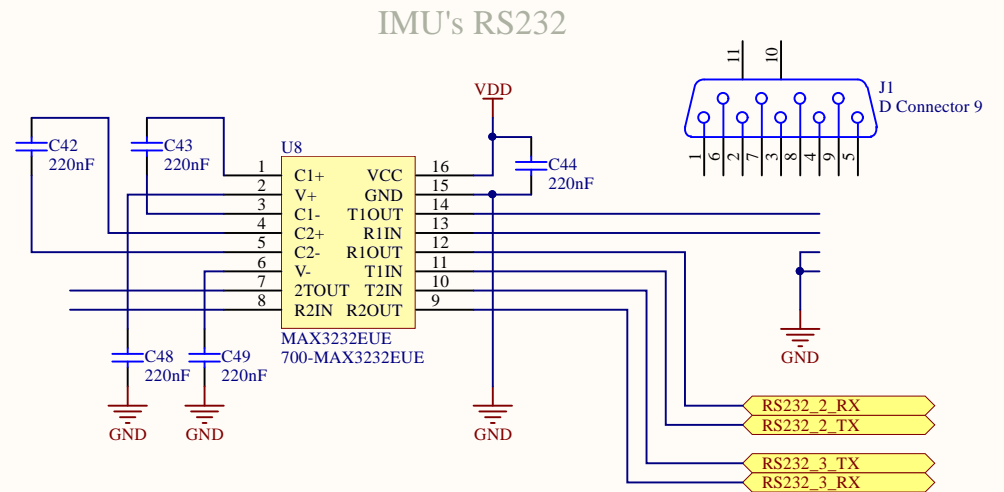 IMU's RS232
11 10
J1
D Connector 9
1 6 2 7 3 8 4 9 5
VDD
C42
220nF
C43
220nF
C44
220nF
U8
1 C1+ VCC 16
2 V+ GND 15
3 C1- T1OUT 14
4 C2+ R1IN 13
5 C2- R1OUT 12
6 V- T1IN 11
7 2TOUT T2IN 10
8 R2IN R2OUT 9
MAX3232EUE
700-MAX3232EUE
C48
220nF
C49
220nF
GND
GND
GND
GND
RS232_2_RX
RS232_2_TX
RS232_3_TX
RS232_3_RX